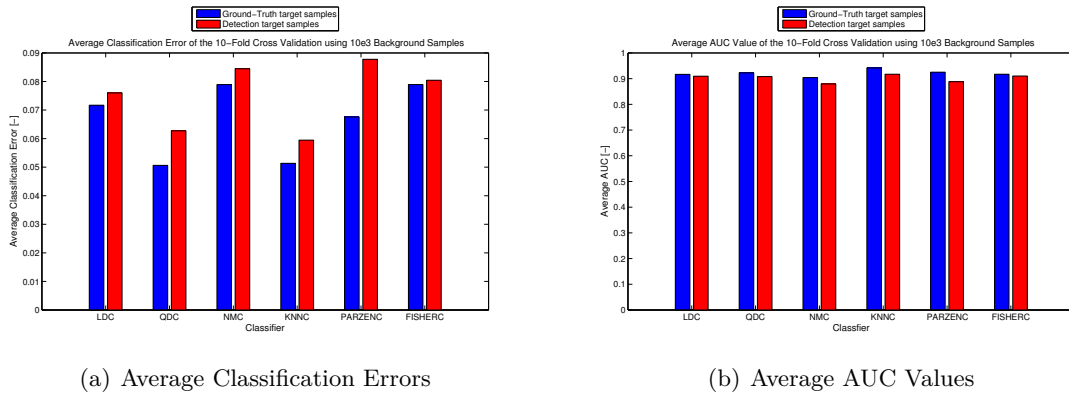 Ground-Truth target samples
Detection target samples
Average Classification Error of the 10-Fold Cross Validation using 10e3 Background Samples
0.09
0.08
0.07
0.06
0.05
0.04
0.03
0.02
0.01
0
Average Classification Error [-]
LDC QDC NMC KNNC PARZENC FISHERC
Classifier
(a) Average Classification Errors
Ground-Truth target samples
Detection target samples
Average AUC Value of the 10-Fold Cross Validation using 10e3 Background Samples
1
0.9
0.8
0.7
0.6
0.5
0.4
0.3
0.2
0.1
0
Average AUC [-]
LDC QDC NMC KNNC PARZENC FISHERC
Classfier
(b) Average AUC Values